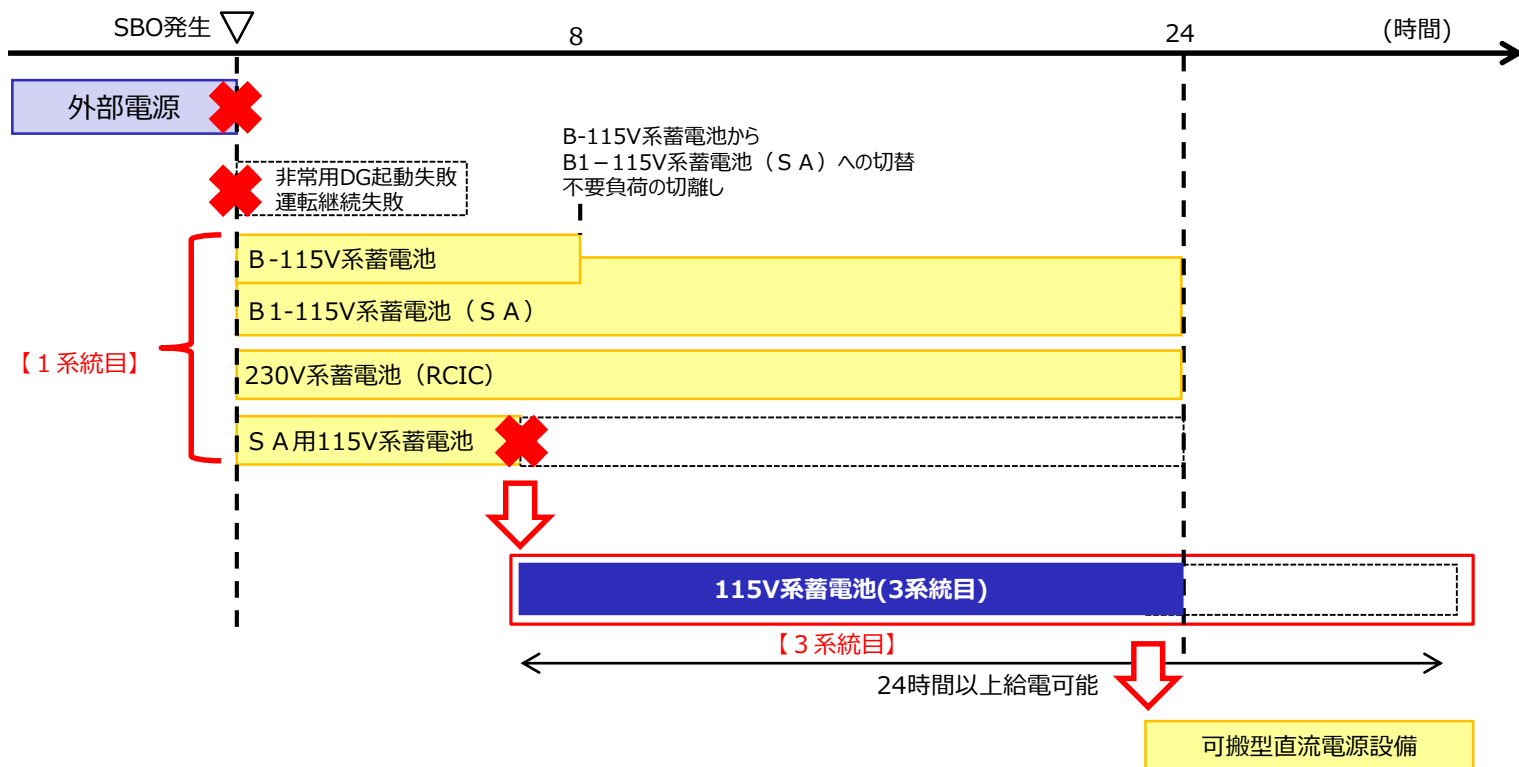 SBO発生
8
24
(時間)
外部電源
非常用DG起動失敗
運転継続失敗
B-115V系蓄電池から
B1－115V系蓄電池（ＳＡ）への切替
不要負荷の切離し
B-115V系蓄電池
B1-115V系蓄電池（ＳＡ）
【１系統目】
230V系蓄電池（RCIC）
ＳＡ用115V系蓄電池
115V系蓄電池(3系統目)
【３系統目】
24時間以上給電可能
可搬型直流電源設備